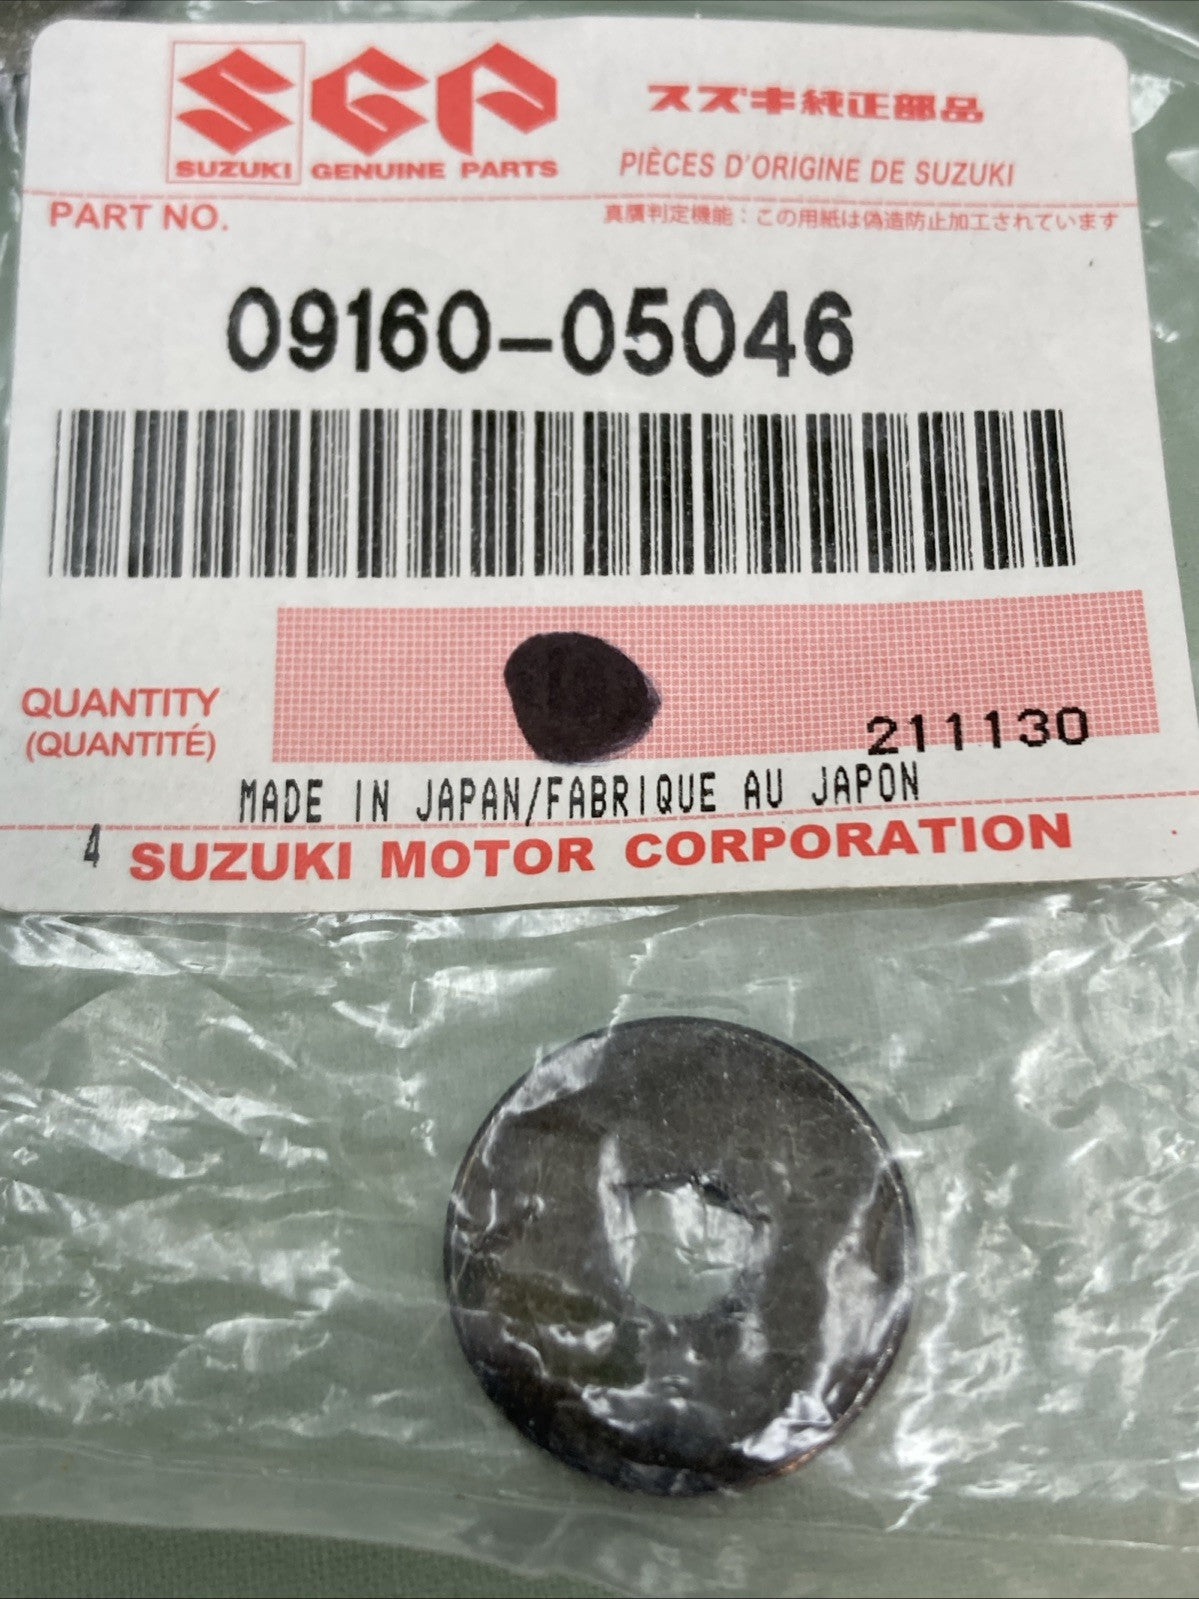 SGP
スズキ純正部品
SUZUKI GENUINE PARTS
PIÈCES D'ORIGINE DE SUZUKI
PART NO.
真贋判定機能：この用紙は偽造防止加工されています
09160-05046
QUANTITY
(QUANTITÉ)
211130
MADE IN JAPAN/FABRIQUE AU JAPON
4
SUZUKI MOTOR CORPORATION